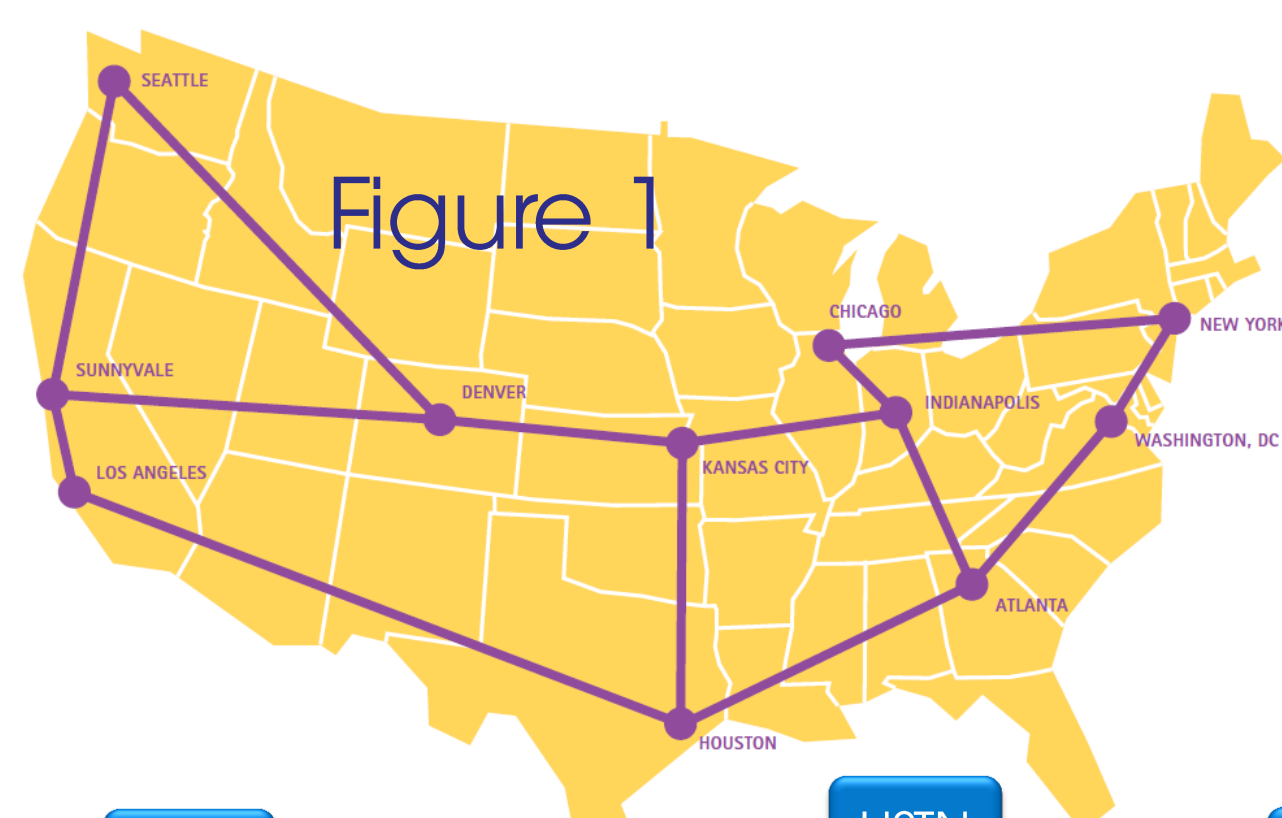 SEATTLE
Figure 1
CHICAGO
NEW YORK
SUNNYVALE
DENVER
INDIANAPOLIS
WASHINGTON, DC
LOS ANGELES
KANSAS CITY
ATLANTA
HOUSTON